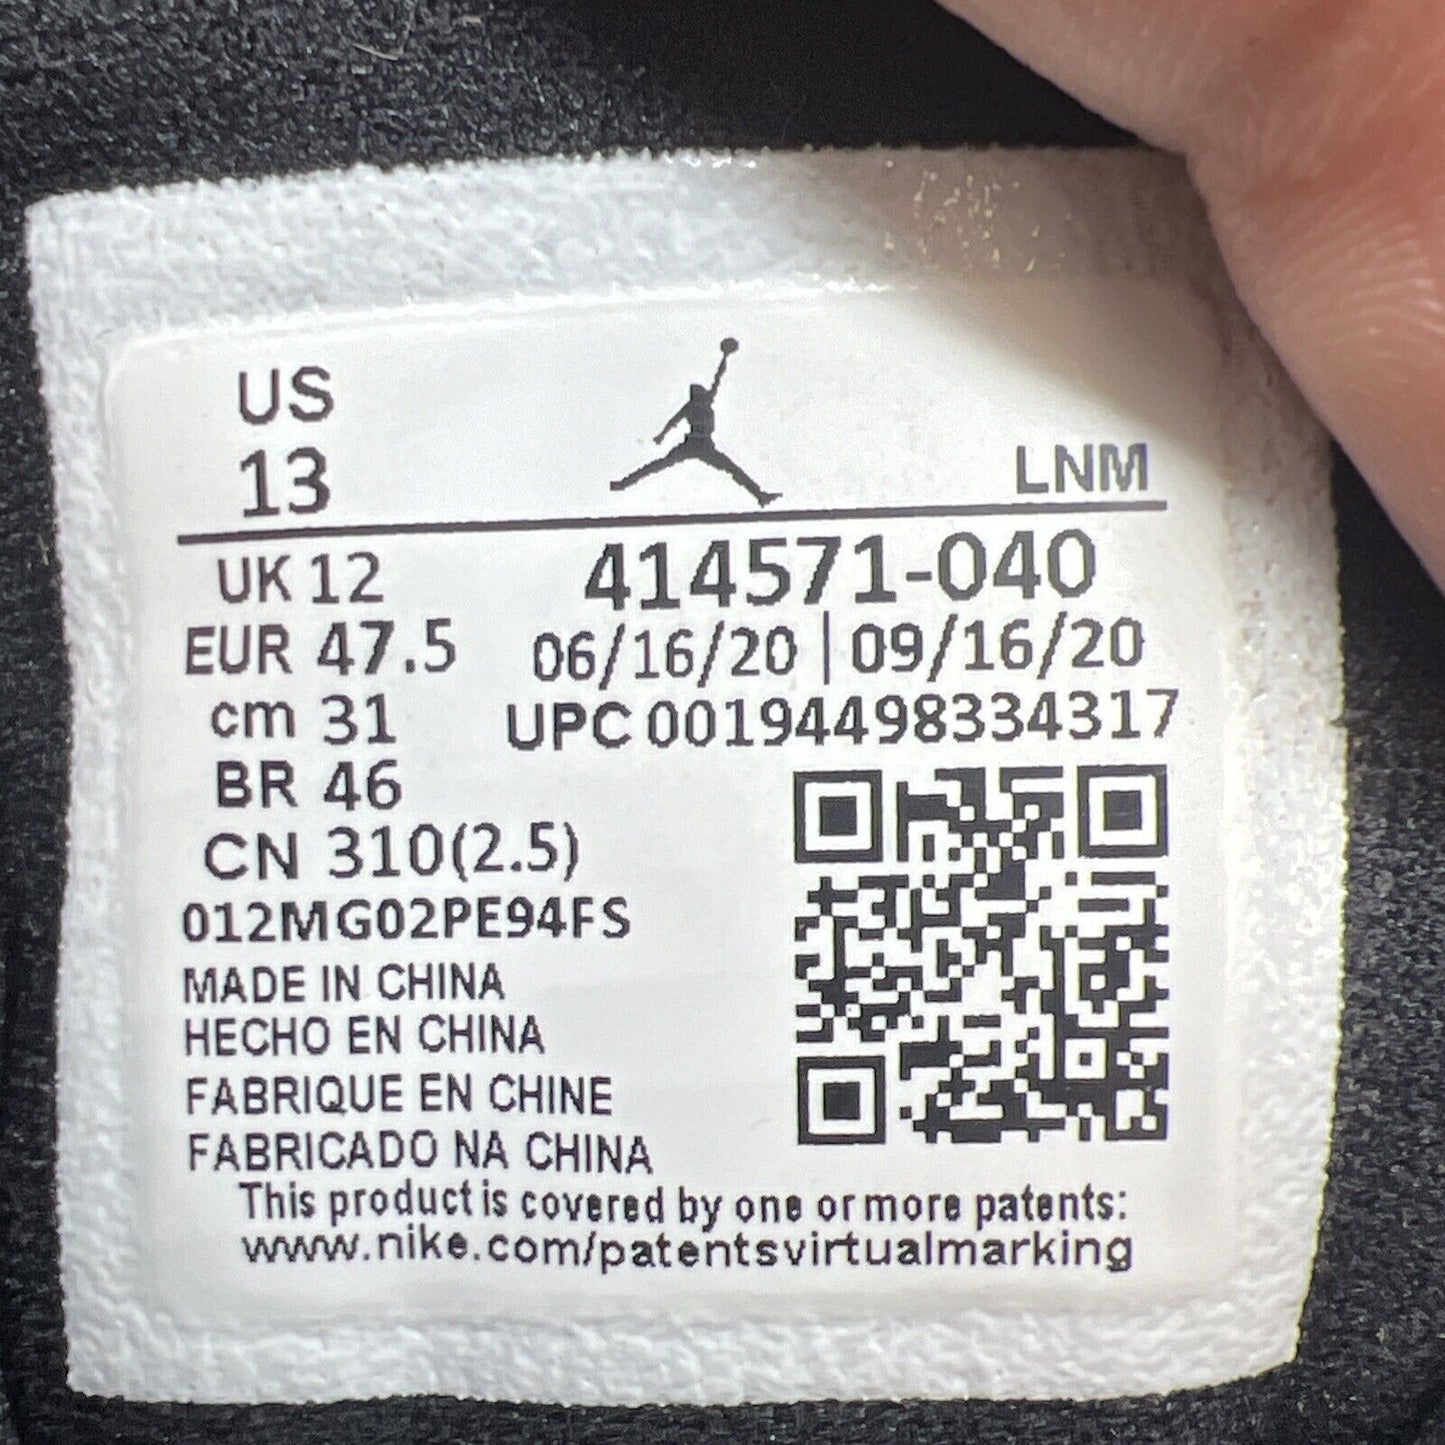 US
13
LNM
UK 12
414571-040
EUR 47.5
06/16/20 | 09/16/20
cm 31
UPC 00194498334317
BR 46
CN 310(2.5)
012MG02PE94FS
MADE IN CHINA
HECHO EN CHINA
FABRIQUE EN CHINE
FABRICADO NA CHINA
This product is covered by one or more patents:
www.nike.com/patentsvirtualmarking